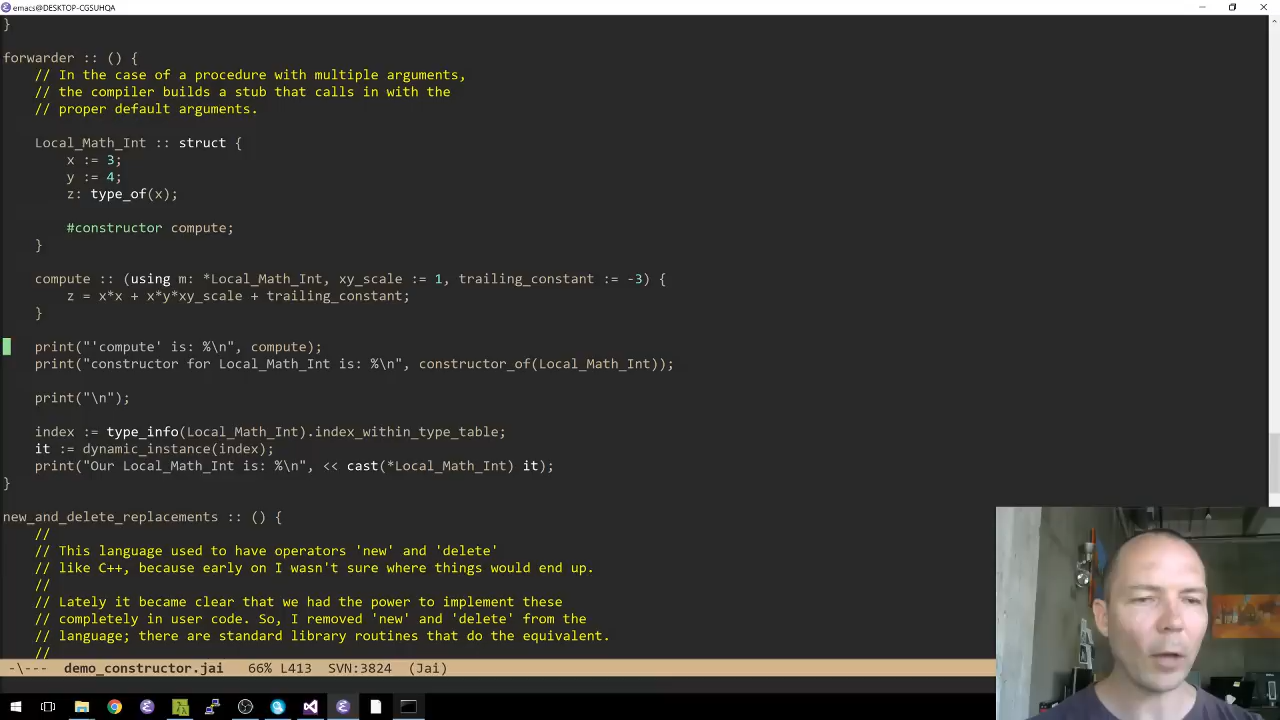 emacs@DESKTOP-CGSUHQA
}
forwarder :: () {
// In the case of a procedure with multiple arguments,
// the compiler builds a stub that calls in with the
// proper default arguments.
Local_Math_Int :: struct {
x := 3;
y := 4;
z: type_of(x);
#constructor compute;
}
compute :: (using m: *Local_Math_Int, xy_scale := 1, trailing_constant := -3) {
z = x*x + x*y*xy_scale + trailing_constant;
}
print("'compute' is: %\n", compute);
print("constructor for Local_Math_Int is: %\n", constructor_of(Local_Math_Int));
print("\n");
index := type_info(Local_Math_Int).index_within_type_table;
it := dynamic_instance(index);
print("Our Local_Math_Int is: %\n", << cast(*Local_Math_Int) it);
}
new_and_delete_replacements :: () {
//
// This language used to have operators 'new' and 'delete'
// like C++, because early on I wasn't sure where things would end up.
//
// Lately it became clear that we had the power to implement these
// completely in user code. So, I removed 'new' and 'delete' from the
// language; there are standard library routines that do the equivalent.
//
-\--- demo_constructor.jai 66% L413 SVN:3824 (Jai)